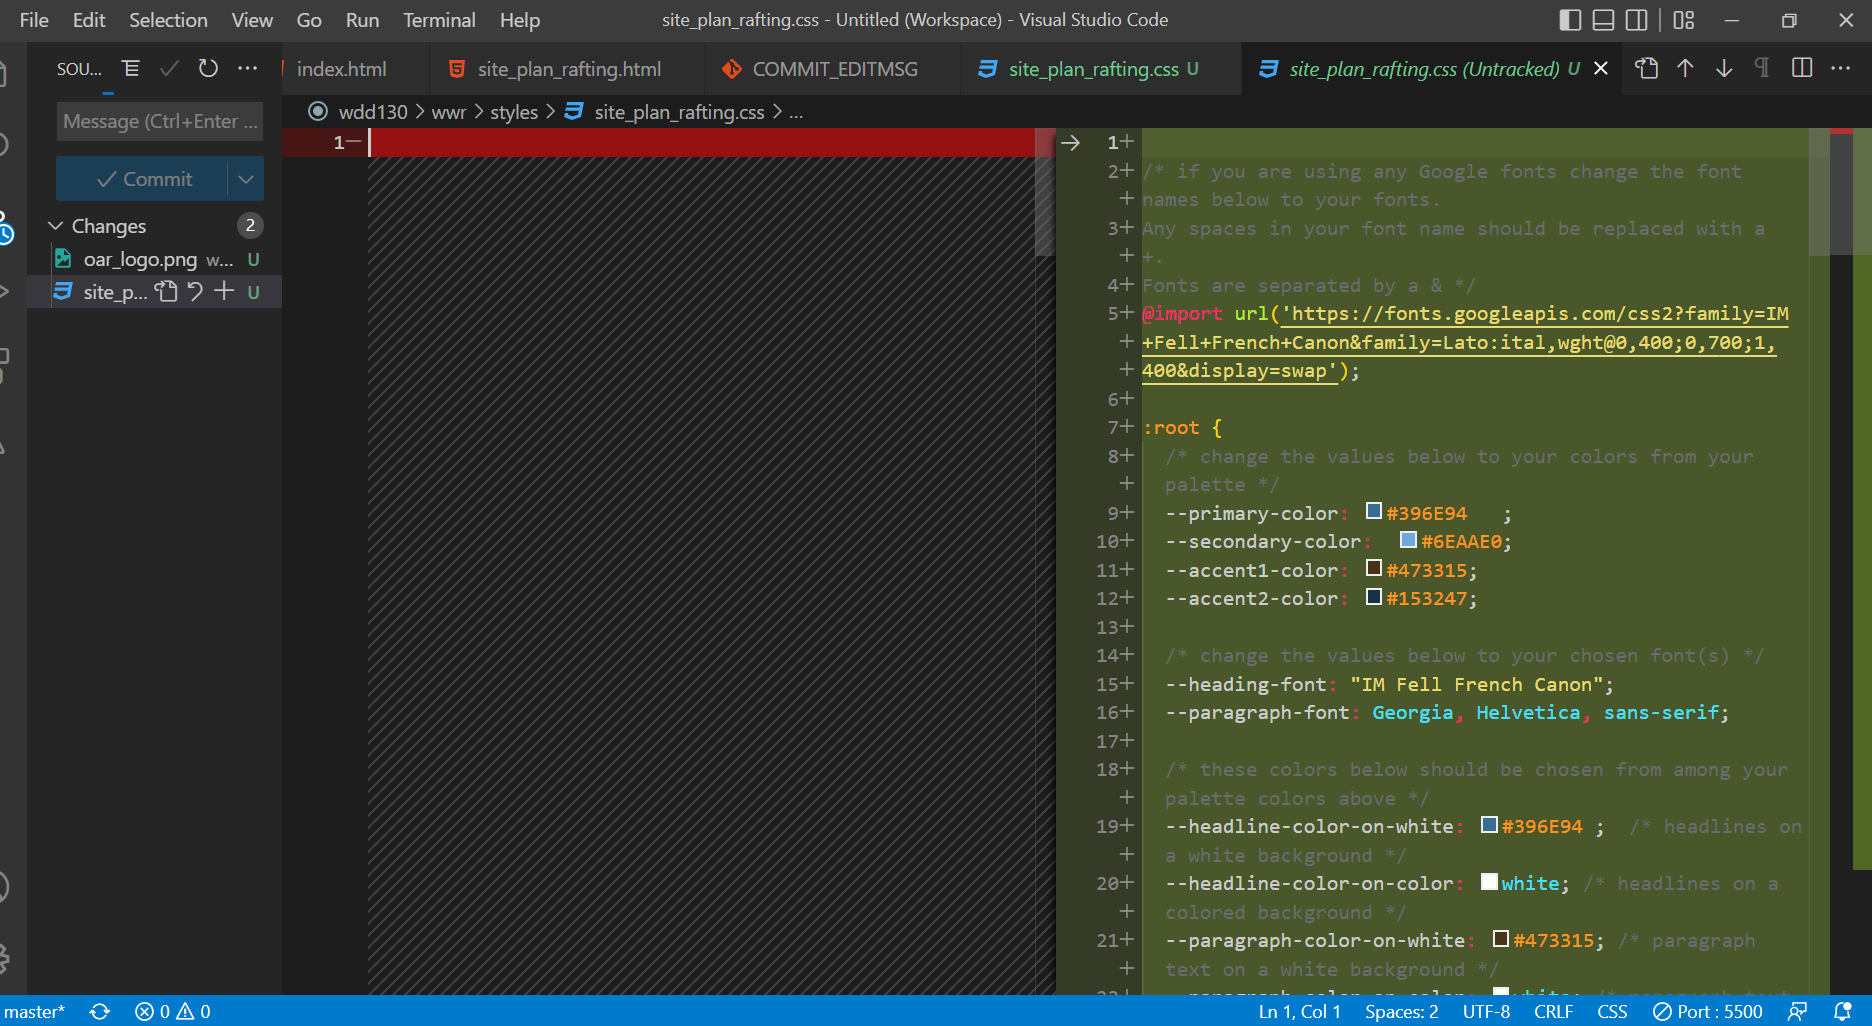 File Edit Selection View Go Run Terminal Help
site_plan_rafting.css - Untitled (Workspace) - Visual Studio Code
SOU...
index.html
site_plan_rafting.html
COMMIT_EDITMSG
site_plan_rafting.css U
site_plan_rafting.css (Untracked) U
wdd130 > wwr > styles > site_plan_rafting.css > ...
Message (Ctrl+Enter ...
Commit
Changes 2
oar_logo.png w... U
site_p... U
1
1+
2+ /* if you are using any Google fonts change the font
+ names below to your fonts.
3+ Any spaces in your font name should be replaced with a
+ +.
4+ Fonts are separated by a & */
5+ @import url('https://fonts.googleapis.com/css2?family=IM
+ +Fell+French+Canon&family=Lato:ital,wght@0,400;0,700;1,
+ 400&display=swap');
6+
7+ :root {
8+ /* change the values below to your colors from your
+ palette */
9+ --primary-color: #396E94 ;
10+ --secondary-color: #6EAAE0;
11+ --accent1-color: #473315;
12+ --accent2-color: #153247;
13+
14+ /* change the values below to your chosen font(s) */
15+ --heading-font: "IM Fell French Canon";
16+ --paragraph-font: Georgia, Helvetica, sans-serif;
17+
18+ /* these colors below should be chosen from among your
+ palette colors above */
19+ --headline-color-on-white: #396E94 ; /* headlines on
+ a white background */
20+ --headline-color-on-color: white; /* headlines on a
+ colored background */
21+ --paragraph-color-on-white: #473315; /* paragraph
+ text on a white background */
master* 0 0
Ln 1, Col 1 Spaces: 2 UTF-8 CRLF CSS Port : 5500